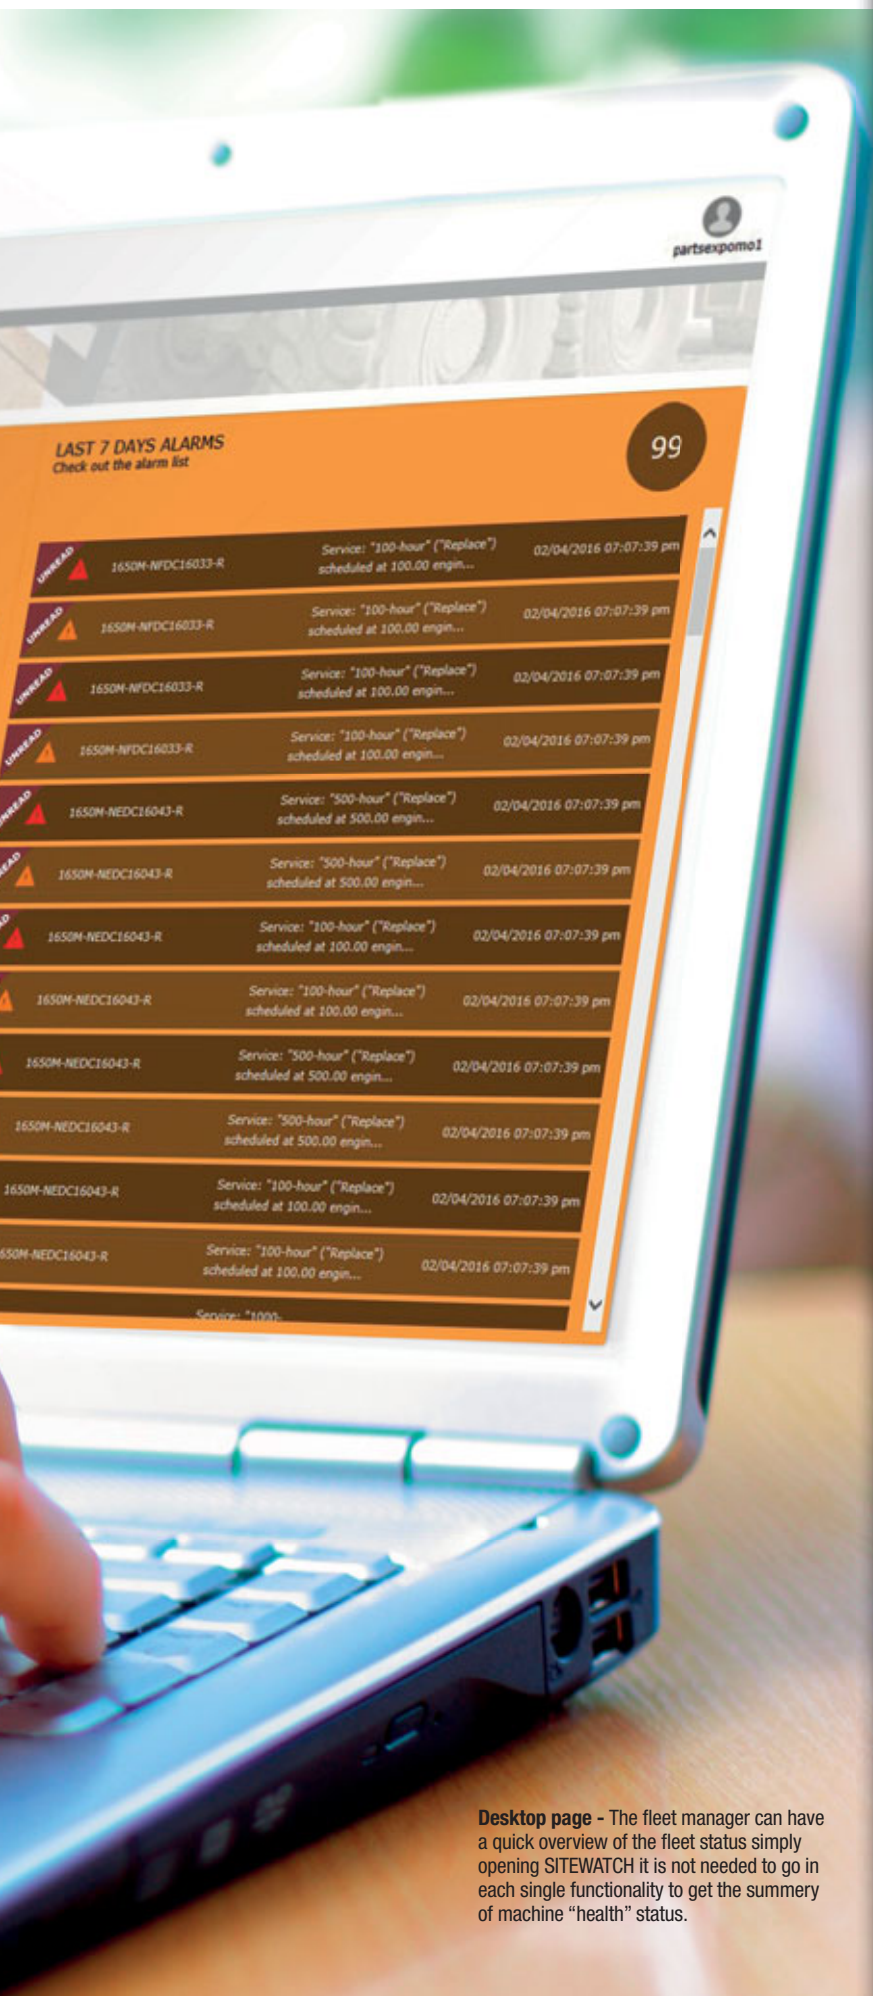 partsexpomo1
LAST 7 DAYS ALARMS
Check out the alarm list
99
UNREAD 1650M-NFDC16033-R Service: "100-hour" ("Replace") 02/04/2016 07:07:39 pm
scheduled at 100.00 engin...
UNREAD 1650M-NFDC16033-R Service: "100-hour" ("Replace") 02/04/2016 07:07:39 pm
scheduled at 100.00 engin...
UNREAD 1650M-NFDC16033-R Service: "100-hour" ("Replace") 02/04/2016 07:07:39 pm
scheduled at 100.00 engin...
UNREAD 1650M-NFDC16033-R Service: "100-hour" ("Replace") 02/04/2016 07:07:39 pm
scheduled at 100.00 engin...
NREAD 1650M-NEDC16043-R Service: "500-hour" ("Replace") 02/04/2016 07:07:39 pm
scheduled at 500.00 engin...
READ 1650M-NEDC16043-R Service: "500-hour" ("Replace") 02/04/2016 07:07:39 pm
scheduled at 500.00 engin...
AD 1650M-NEDC16043-R Service: "100-hour" ("Replace") 02/04/2016 07:07:39 pm
scheduled at 100.00 engin...
1650M-NEDC16043-R Service: "100-hour" ("Replace") 02/04/2016 07:07:39 pm
scheduled at 100.00 engin...
1650M-NEDC16043-R Service: "500-hour" ("Replace") 02/04/2016 07:07:39 pm
scheduled at 500.00 engin...
1650M-NEDC16043-R Service: "500-hour" ("Replace") 02/04/2016 07:07:39 pm
scheduled at 500.00 engin...
1650M-NEDC16043-R Service: "100-hour" ("Replace") 02/04/2016 07:07:39 pm
scheduled at 100.00 engin...
650M-NEDC16043-R Service: "100-hour" ("Replace") 02/04/2016 07:07:39 pm
scheduled at 100.00 engin...
Service: "1000-
Desktop page - The fleet manager can have
a quick overview of the fleet status simply
opening SITEWATCH it is not needed to go in
each single functionality to get the summery
of machine “health” status.